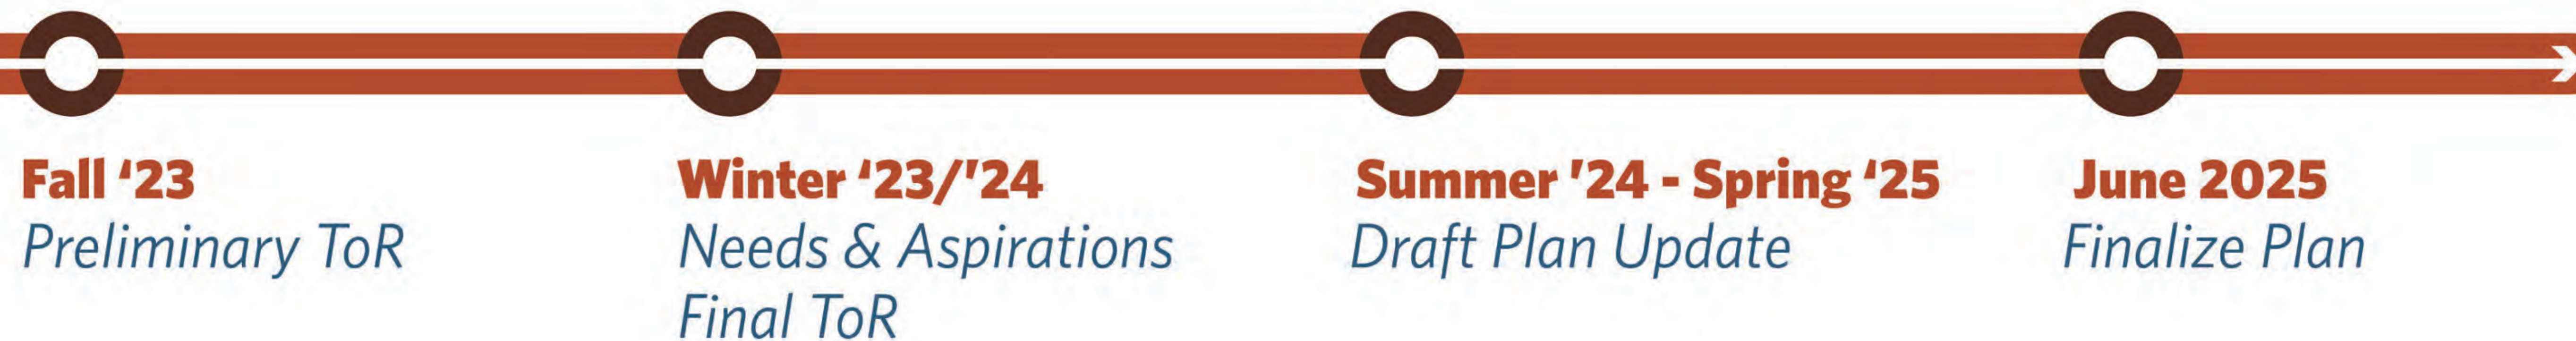 Fall ‘23
Preliminary ToR
Winter ‘23/’24
Needs & Aspirations
Final ToR
Summer ’24 - Spring ‘25
Draft Plan Update
June 2025
Finalize Plan